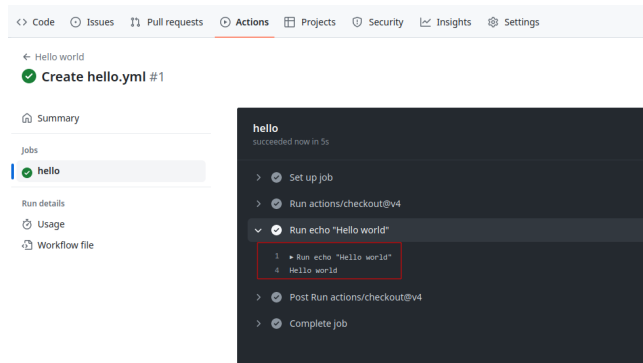 Code Issues Pull requests Actions Projects Security Insights Settings
← Hello world
Create hello.yml #1
Summary
Jobs
hello
Run details
Usage
Workflow file
hello
succeeded now in 5s
Set up job
Run actions/checkout@v4
Run echo "Hello world"
1 ▸ Run echo "Hello world"
4 Hello world
Post Run actions/checkout@v4
Complete job